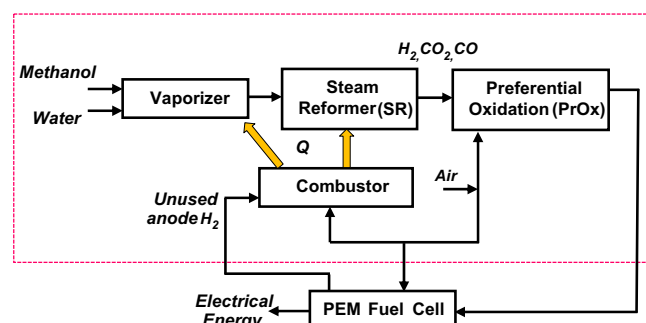 H2,CO2,CO
Methanol
Water
Vaporizer
Steam
Reformer(SR)
Preferential
Oxidation (PrOx)
Q
Air
Combustor
Unused
anode H2
Electrical
Energy
PEM Fuel Cell